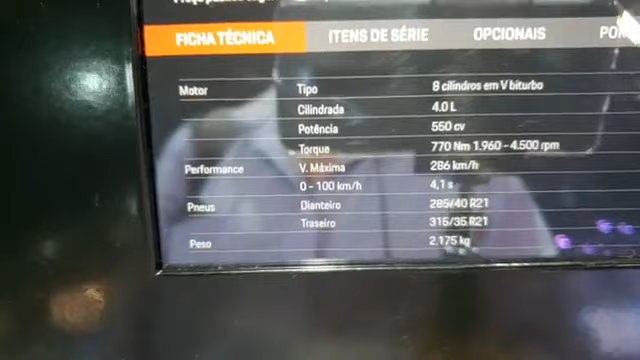 FICHA TÉCNICA ITENS DE SÉRIE OPCIONAIS
Motor Tipo 8 cilindros em V biturbo
Cilindrada 4.0 L
Potência 550 cv
Torque 770 Nm 1.960 - 4.500 rpm
Performance V. Máxima 286 km/h
0 - 100 km/h 4,1 s
Pneus Dianteiro 285/40 R21
Traseiro 315/35 R21
Peso 2.175 kg